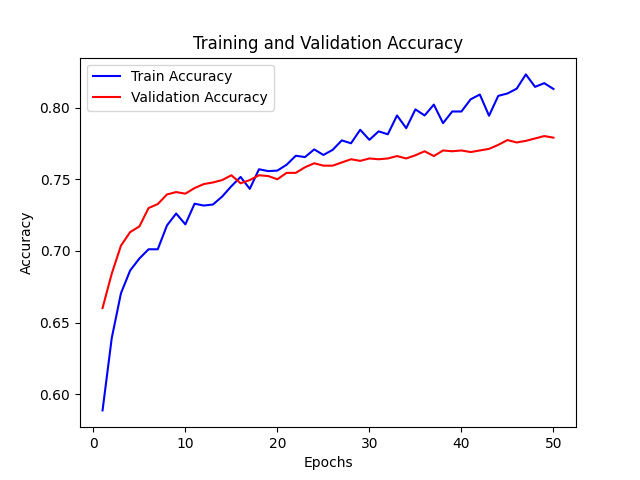 Training and Validation Accuracy
Train Accuracy
Validation Accuracy
0.80
0.75
0.70
0.65
0.60
Accuracy
0 10 20 30 40 50
Epochs